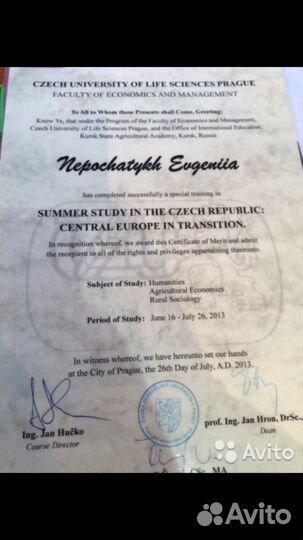 CZECH UNIVERSITY OF LIFE SCIENCES PRAGUE
FACULTY OF ECONOMICS AND MANAGEMENT
To All to Whom these Presents shall Come, Greeting:
Know Ye, that under the Program of the Faculty of Economics and Management,
Czech University of Life Sciences Prague, and the Office of International Education,
Kursk State Agricultural Academy, Kursk, Russia
Nepochatykh Evgeniia
has completed successfully a special training in
SUMMER STUDY IN THE CZECH REPUBLIC:
CENTRAL EUROPE IN TRANSITION.
In recognition whereof, we award this Certificate of Merit and admit
the recepient to all of the rights and privileges appertaining thereunto.
Subject of Study: Humanities
Agricultural Economics
Rural Sociology
Period of Study: June 16 - July 26, 2013
In witness whereof, we have hereunto set our hands
at the City of Prague, the 26th Day of July, A.D. 2013.
Ing. Jan Hučko
Course Director
prof. Ing. Jan Hron, DrSc.,
Dean
CSc., MA
Avito
Avito